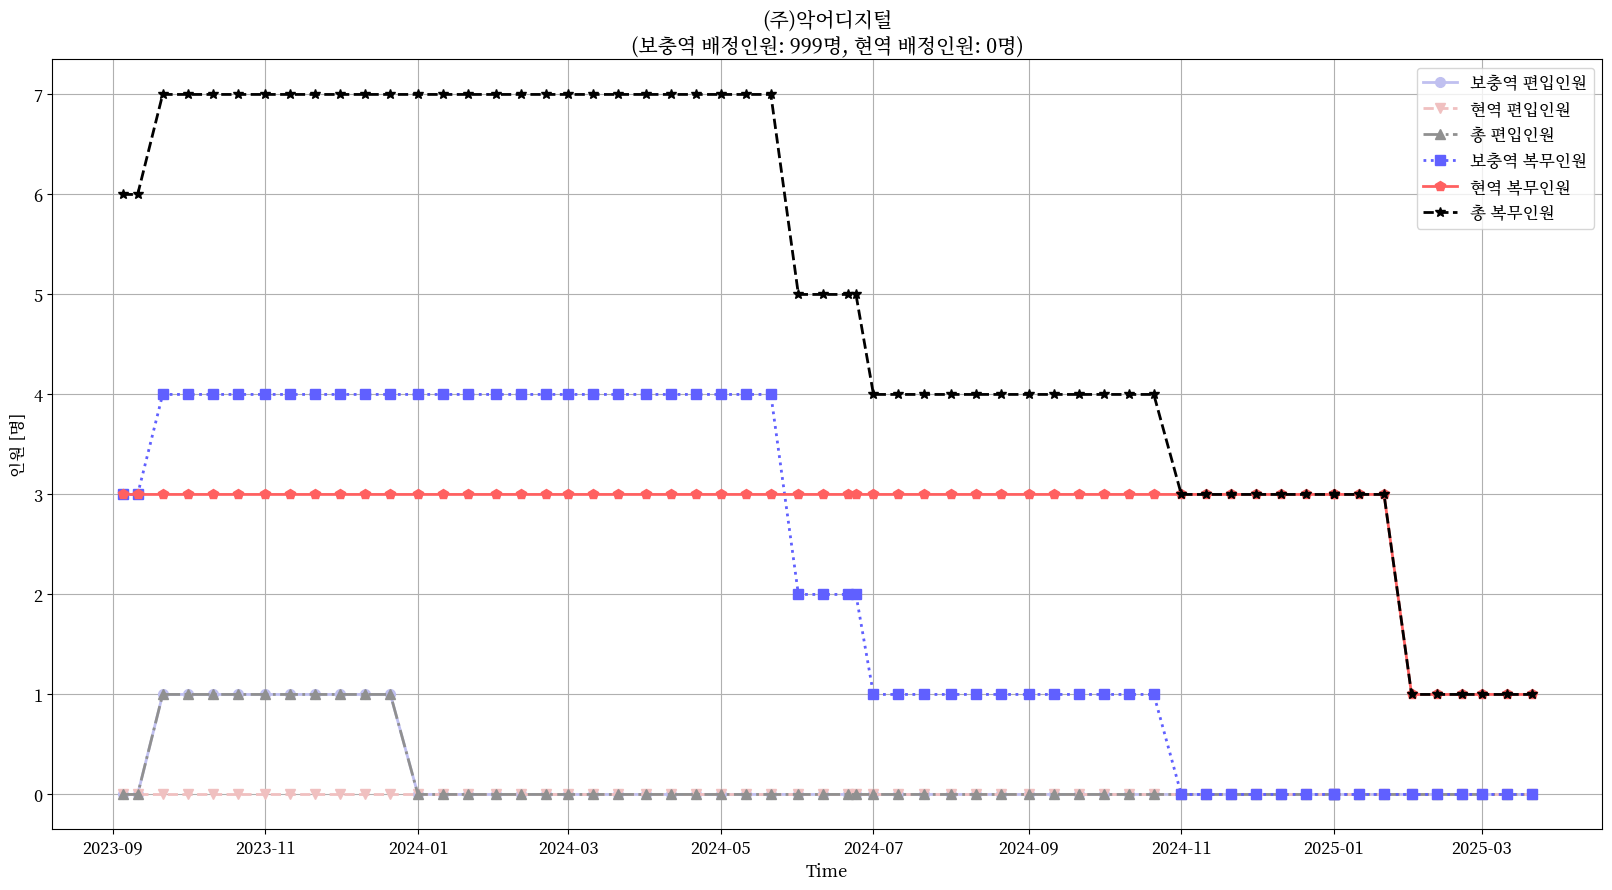 (주)악어디지털
(보충역 배정인원: 999명, 현역 배정인원: 0명)
보충역 편입인원
현역 편입인원
총 편입인원
보충역 복무인원
현역 복무인원
총 복무인원
인원 [명]
7
6
5
4
3
2
1
0
2023-09 2023-11 2024-01 2024-03 2024-05 2024-07 2024-09 2024-11 2025-01 2025-03
Time